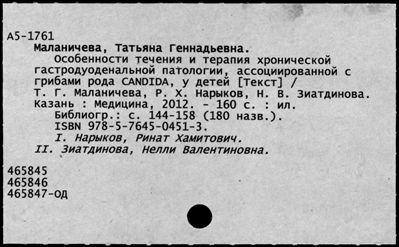 А5-1761
Маланичева, Татьяна Геннадьевна.
Особенности течения и терапия хронической
гастродуоденальной патологии, ассоциированной с
грибами рода CANDIDA, у детей [Текст] /
Т. Г. Маланичева, Р. Х. Нарыков, Н. В. Зиатдинова.
Казань : Медицина, 2012. - 160 с. : ил.
Библиогр.: с. 144-158 (180 назв.).
ISBN 978-5-7645-0451-3.
I. Нарыков, Ринат Хамитович.
II. Зиатдинова, Нелли Валентиновна.
465845
465846
465847-ОД